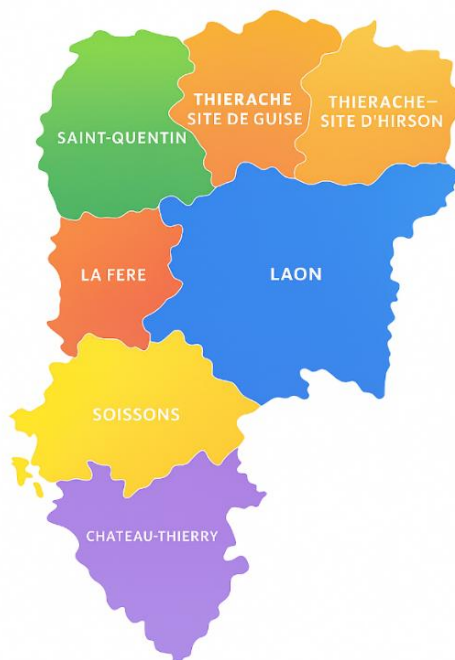 THIERACHE
SITE DE GUISE
THIERACHE–
SITE D'HIRSON
SAINT-QUENTIN
LA FERE
LAON
SOISSONS
CHATEAU-THIERRY